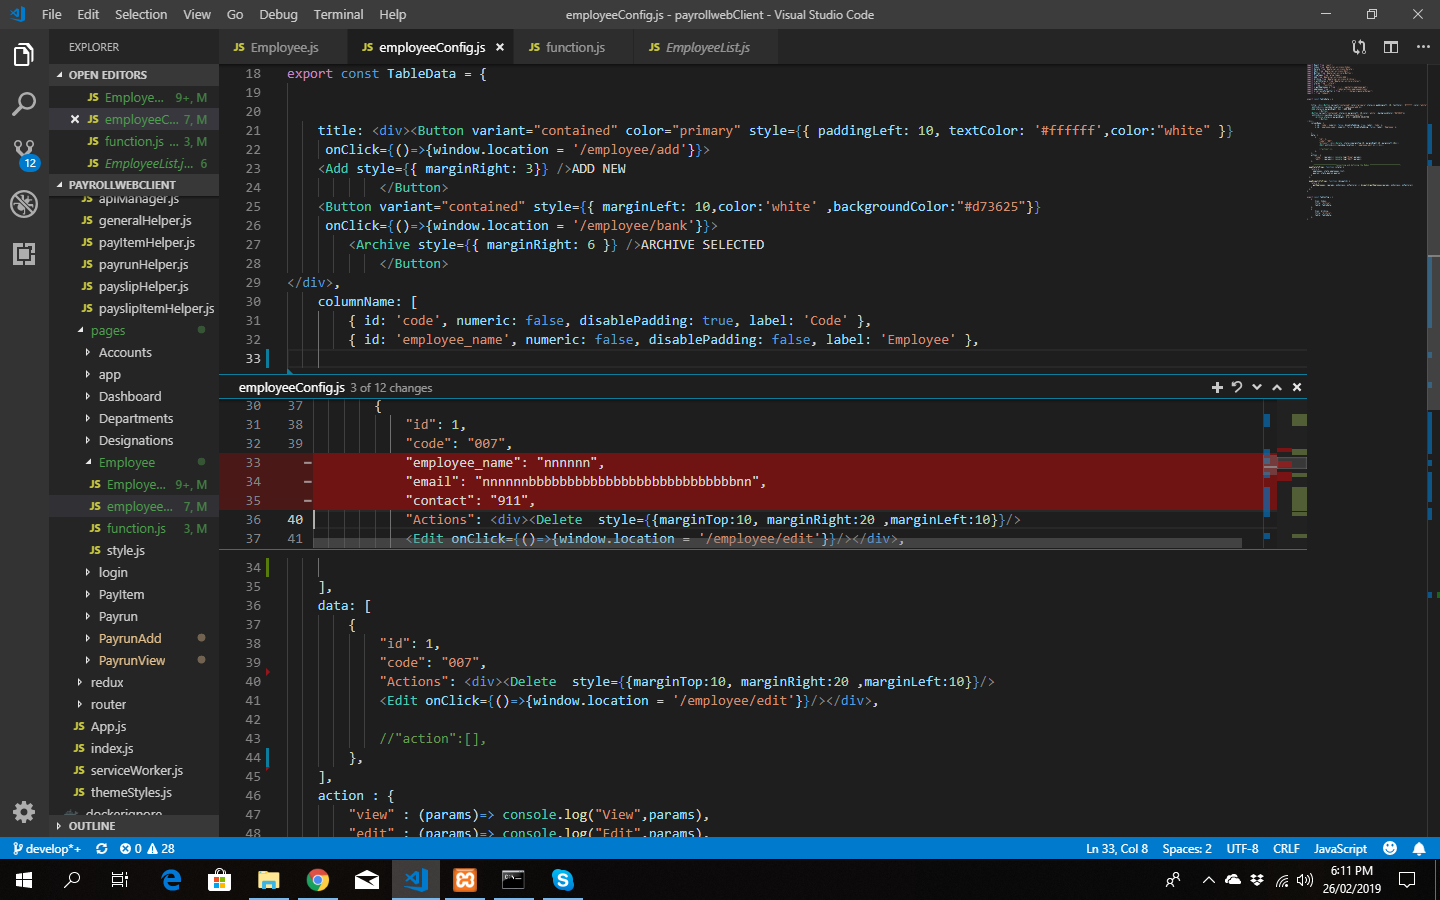 File Edit Selection View Go Debug Terminal Help
employeeConfig.js - payrollwebClient - Visual Studio Code
EXPLORER
OPEN EDITORS
JS Employe... 9+, M
JS employeeC... 7, M
JS function.js ... 3, M
JS EmployeeList.j... 6
12
PAYROLLWEBCLIENT
JS apiManager.js
JS generalHelper.js
JS payItemHelper.js
JS payrunHelper.js
JS payslipHelper.js
JS payslipItemHelper.js
pages
Accounts
app
Dashboard
Departments
Designations
Employee
JS Employe... 9+, M
JS employee... 7, M
JS function.js 3, M
JS style.js
login
PayItem
Payrun
PayrunAdd
PayrunView
redux
router
JS App.js
JS index.js
JS serviceWorker.js
JS themeStyles.js
.dockerignore
OUTLINE
JS Employee.js
JS employeeConfig.js
JS function.js
JS EmployeeList.js
18 export const TableData = {
19
20
21 title: <div><Button variant="contained" color="primary" style={{ paddingLeft: 10, textColor: '#ffffff',color:"white" }}
22 onClick={()=>{window.location = '/employee/add'}}>
23 <Add style={{ marginRight: 3}} />ADD NEW
24 </Button>
25 <Button variant="contained" style={{ marginLeft: 10,color:'white' ,backgroundColor:"#d73625"}}
26 onClick={()=>{window.location = '/employee/bank'}}>
27 <Archive style={{ marginRight: 6 }} />ARCHIVE SELECTED
28 </Button>
29 </div>,
30 columnName: [
31 { id: 'code', numeric: false, disablePadding: true, label: 'Code' },
32 { id: 'employee_name', numeric: false, disablePadding: false, label: 'Employee' },
33
employeeConfig.js 3 of 12 changes
30 37 {
31 38 "id": 1,
32 39 "code": "007",
33 − "employee_name": "nnnnnn",
34 − "email": "nnnnnnbbbbbbbbbbbbbbbbbbbbbbbbbbbnn",
35 − "contact": "911",
36 40 "Actions": <div><Delete  style={{marginTop:10, marginRight:20 ,marginLeft:10}}/>
37 41 <Edit onClick={()=>{window.location = '/employee/edit'}}/></div>,
34
35 ],
36 data: [
37 {
38 "id": 1,
39 "code": "007",
40 "Actions": <div><Delete  style={{marginTop:10, marginRight:20 ,marginLeft:10}}/>
41 <Edit onClick={()=>{window.location = '/employee/edit'}}/></div>,
42
43 //"action":[],
44 },
45 ],
46 action : {
47 "view" : (params)=> console.log("View",params),
48 "edit" : (params)=> console.log("Edit",params),
develop*+ 0 28
Ln 33, Col 8 Spaces: 2 UTF-8 CRLF JavaScript
6:11 PM
26/02/2019